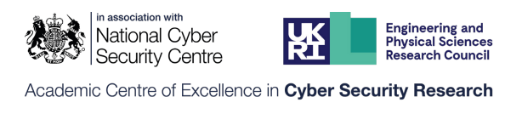 in association with
National Cyber
Security Centre
UK
RI
Engineering and
Physical Sciences
Research Council
Academic Centre of Excellence in Cyber Security Research